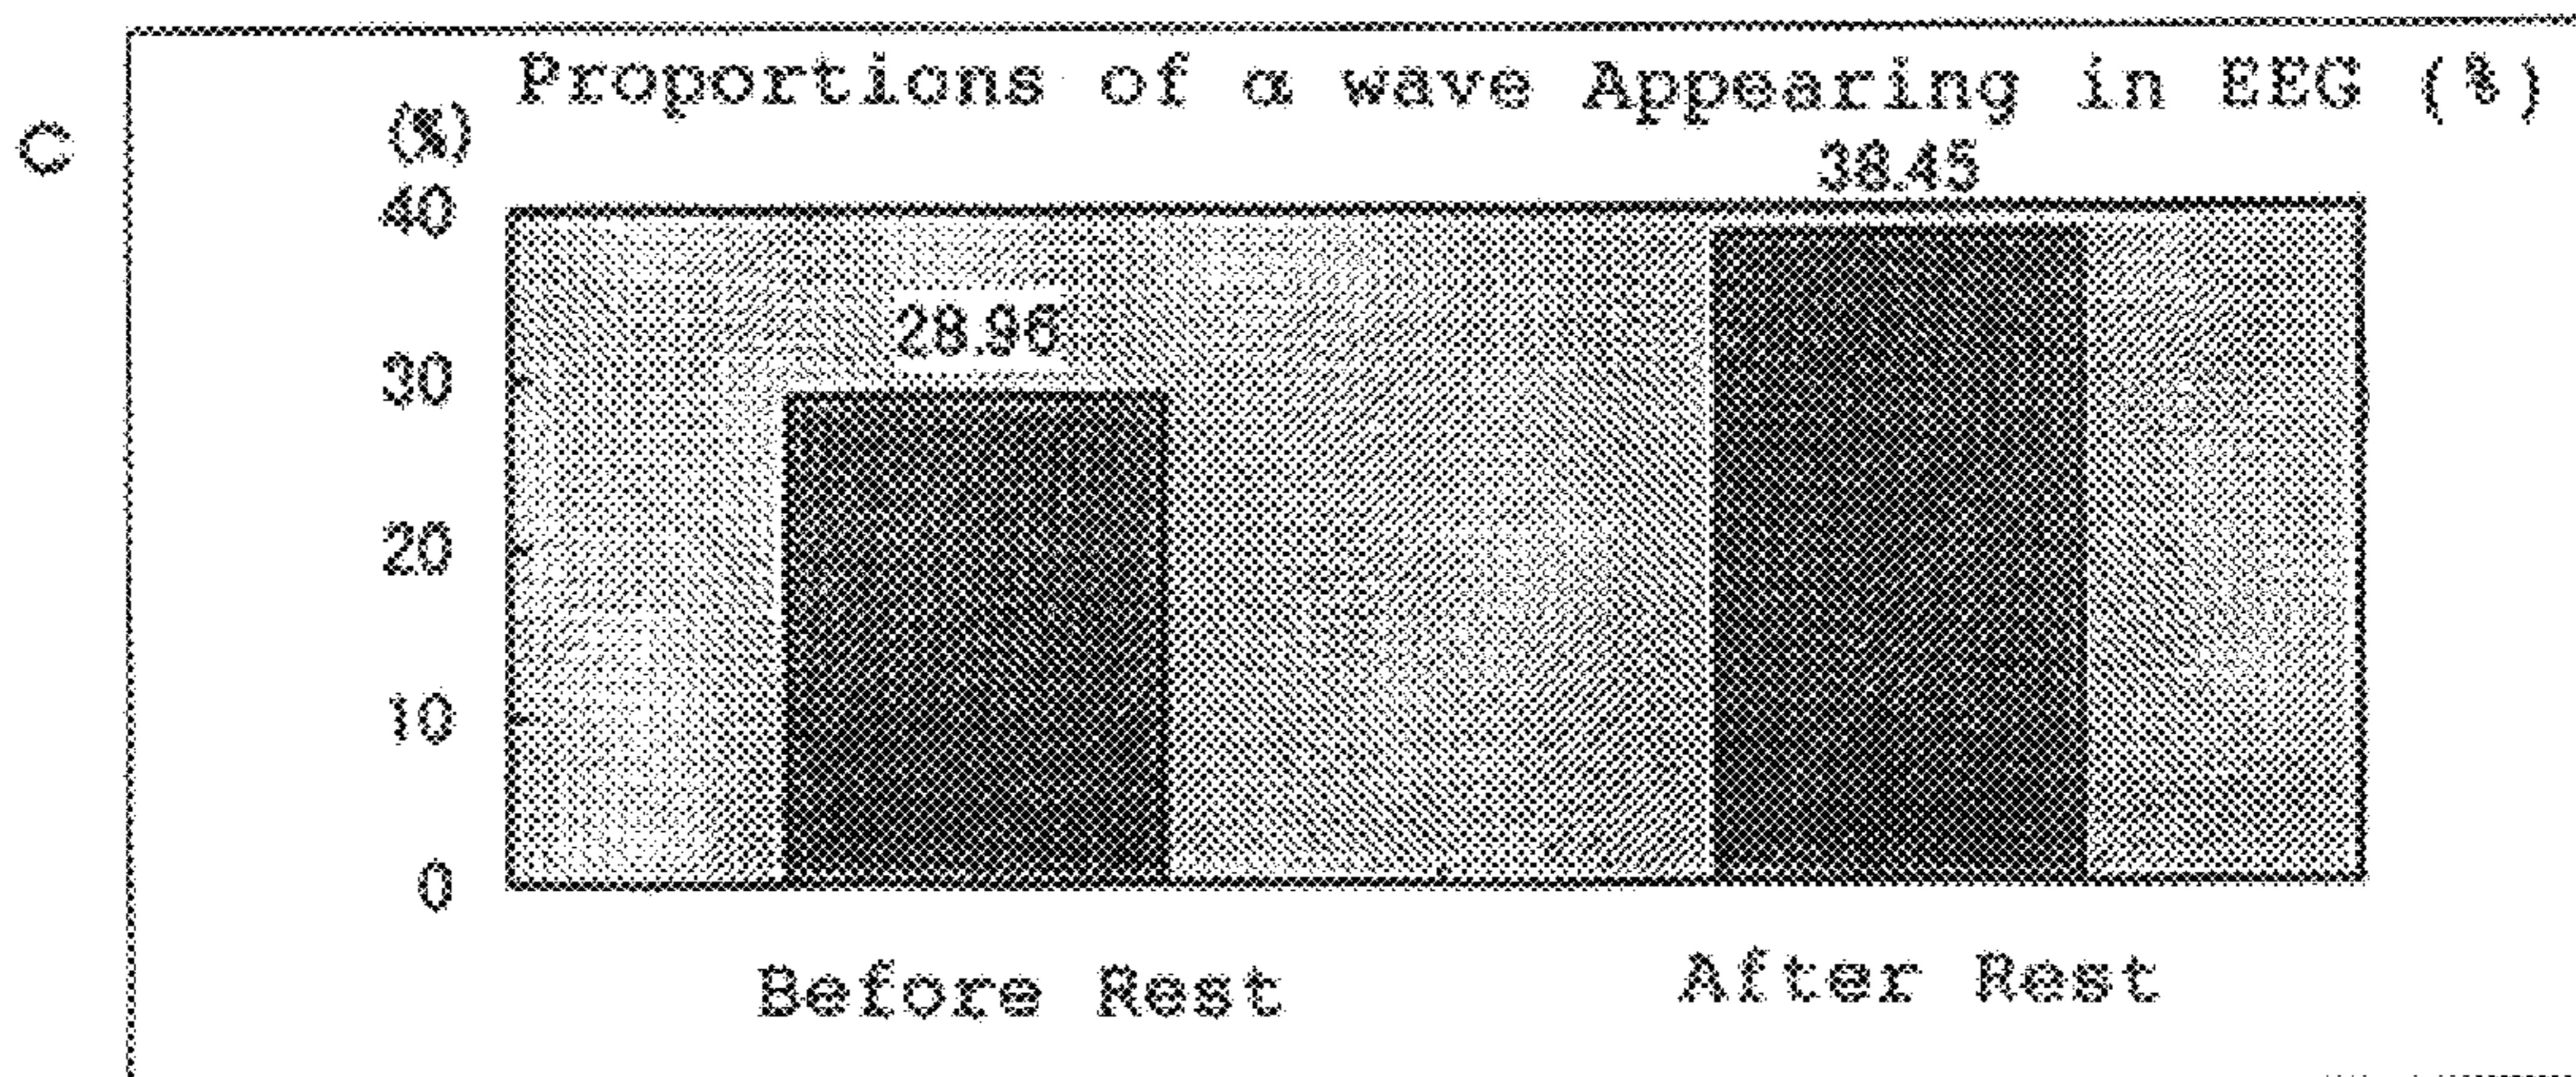 Proportions of α wave Appearing in EEG (%)
C
(%)
38.45
40
28.96
30
20
10
0
Before Rest After Rest